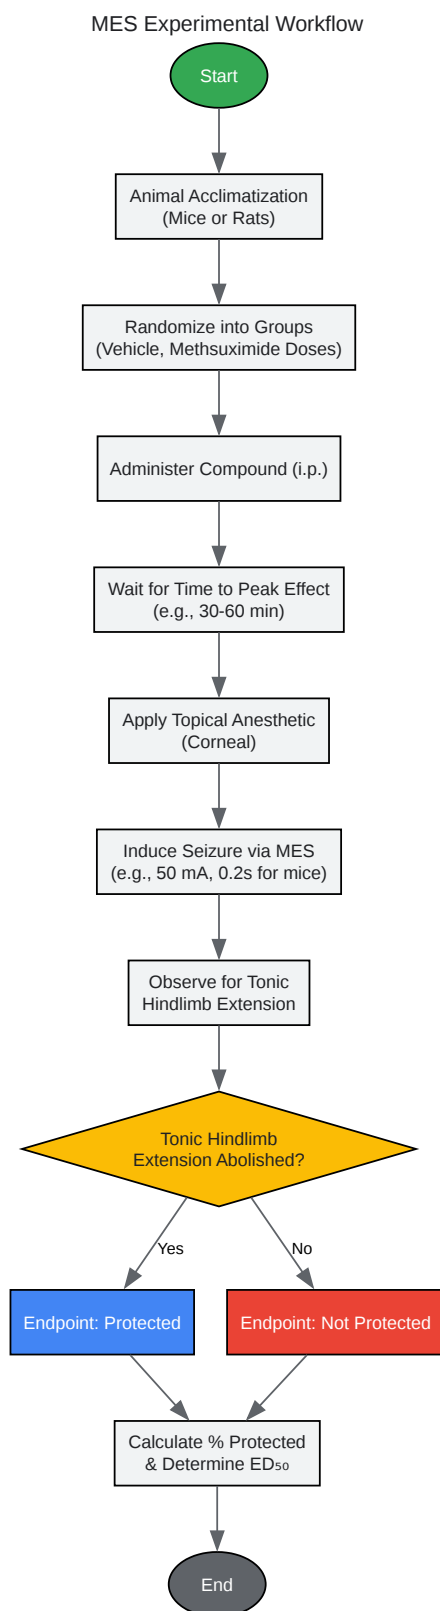 MES Experimental Workflow
Start
Animal Acclimatization
(Mice or Rats)
Randomize into Groups
(Vehicle, Methsuximide Doses)
Administer Compound (i.p.)
Wait for Time to Peak Effect
(e.g., 30-60 min)
Apply Topical Anesthetic
(Corneal)
Induce Seizure via MES
(e.g., 50 mA, 0.2s for mice)
Observe for Tonic
Hindlimb Extension
Tonic Hindlimb
Extension Abolished?
Yes
No
Endpoint: Protected
Endpoint: Not Protected
Calculate % Protected
& Determine ED₅₀
End